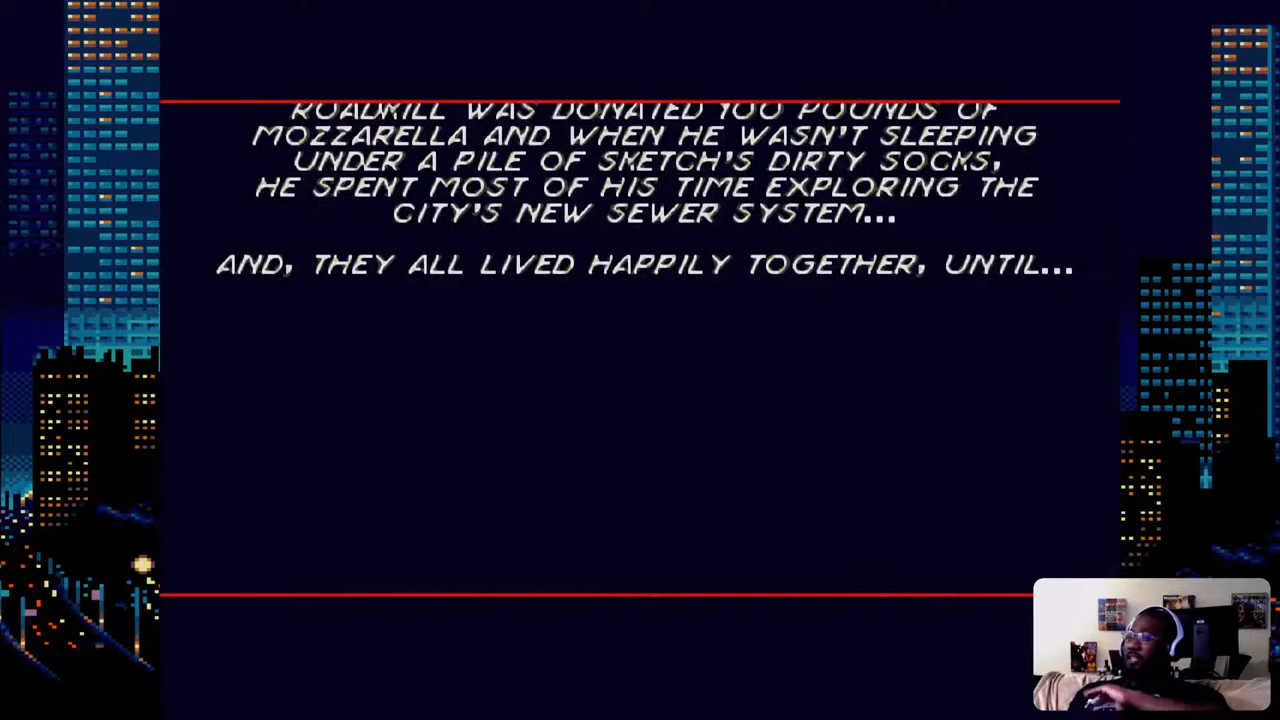 ROADKILL WAS DONATED 400 POUNDS OF
MOZZARELLA AND WHEN HE WASN'T SLEEPING
UNDER A PILE OF SKETCH'S DIRTY SOCKS,
HE SPENT MOST OF HIS TIME EXPLORING THE
CITY'S NEW SEWER SYSTEM...
AND, THEY ALL LIVED HAPPILY TOGETHER, UNTIL...